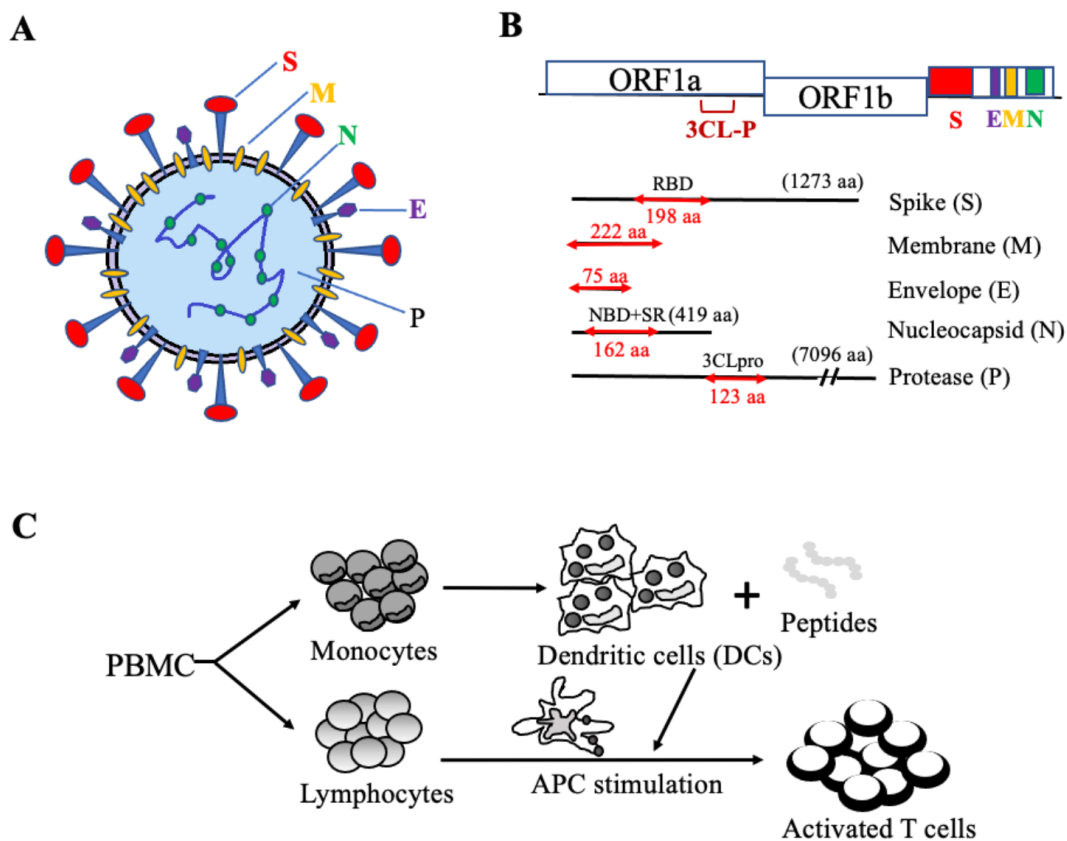 A
S
M
N
E
P
B
ORF1a
ORF1b
3CL-P
S
E
M
N
RBD
(1273 aa)
198 aa
Spike (S)
222 aa
Membrane (M)
75 aa
Envelope (E)
NBD+SR (419 aa)
162 aa
Nucleocapsid (N)
3CLpro
(7096 aa)
123 aa
Protease (P)
C
PBMC
Monocytes
Dendritic cells (DCs)
+
Peptides
Lymphocytes
APC stimulation
Activated T cells